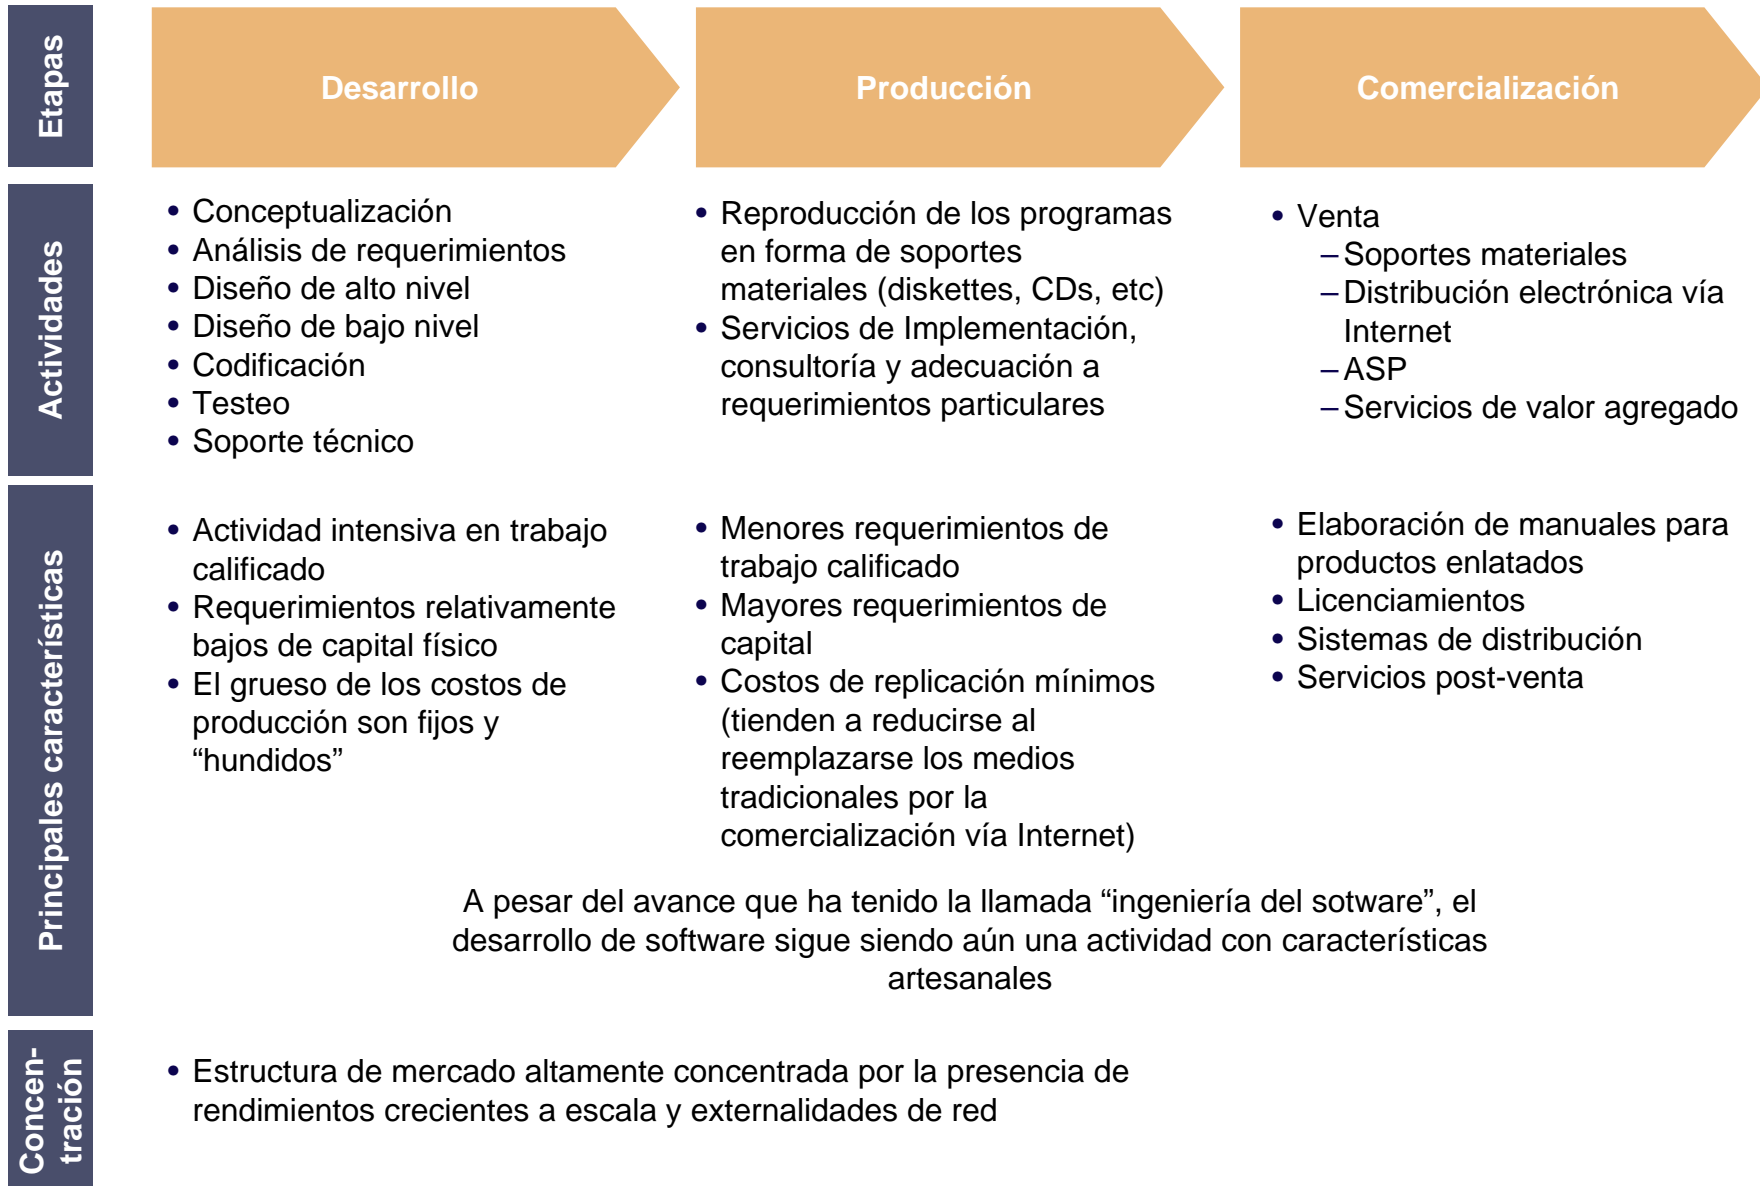 Etapas
Desarrollo
Producción
Comercialización
Actividades
• Conceptualización
• Análisis de requerimientos
• Diseño de alto nivel
• Diseño de bajo nivel
• Codificación
• Testeo
• Soporte técnico
• Reproducción de los programas
en forma de soportes
materiales (diskettes, CDs, etc)
• Servicios de Implementación,
consultoría y adecuación a
requerimientos particulares
• Venta
– Soportes materiales
– Distribución electrónica vía
Internet
– ASP
– Servicios de valor agregado
Principales características
• Actividad intensiva en trabajo
calificado
• Requerimientos relativamente
bajos de capital físico
• El grueso de los costos de
producción son fijos y
“hundidos”
• Menores requerimientos de
trabajo calificado
• Mayores requerimientos de
capital
• Costos de replicación mínimos
(tienden a reducirse al
reemplazarse los medios
tradicionales por la
comercialización vía Internet)
• Elaboración de manuales para
productos enlatados
• Licenciamientos
• Sistemas de distribución
• Servicios post-venta
A pesar del avance que ha tenido la llamada “ingeniería del sotware”, el
desarrollo de software sigue siendo aún una actividad con características
artesanales
Concen-
tración
• Estructura de mercado altamente concentrada por la presencia de
rendimientos crecientes a escala y externalidades de red